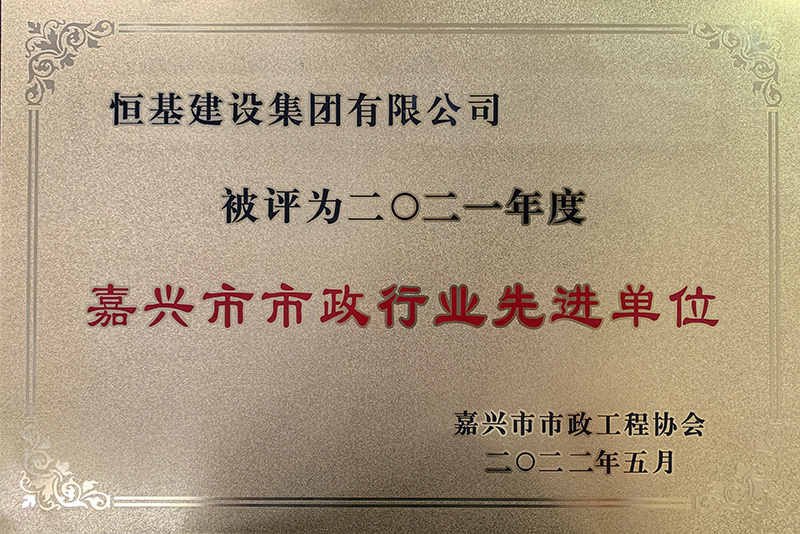 恒基建设集团有限公司
被评为二〇二一年度
嘉兴市市政行业先进单位
嘉兴市市政工程协会
二〇二二年五月